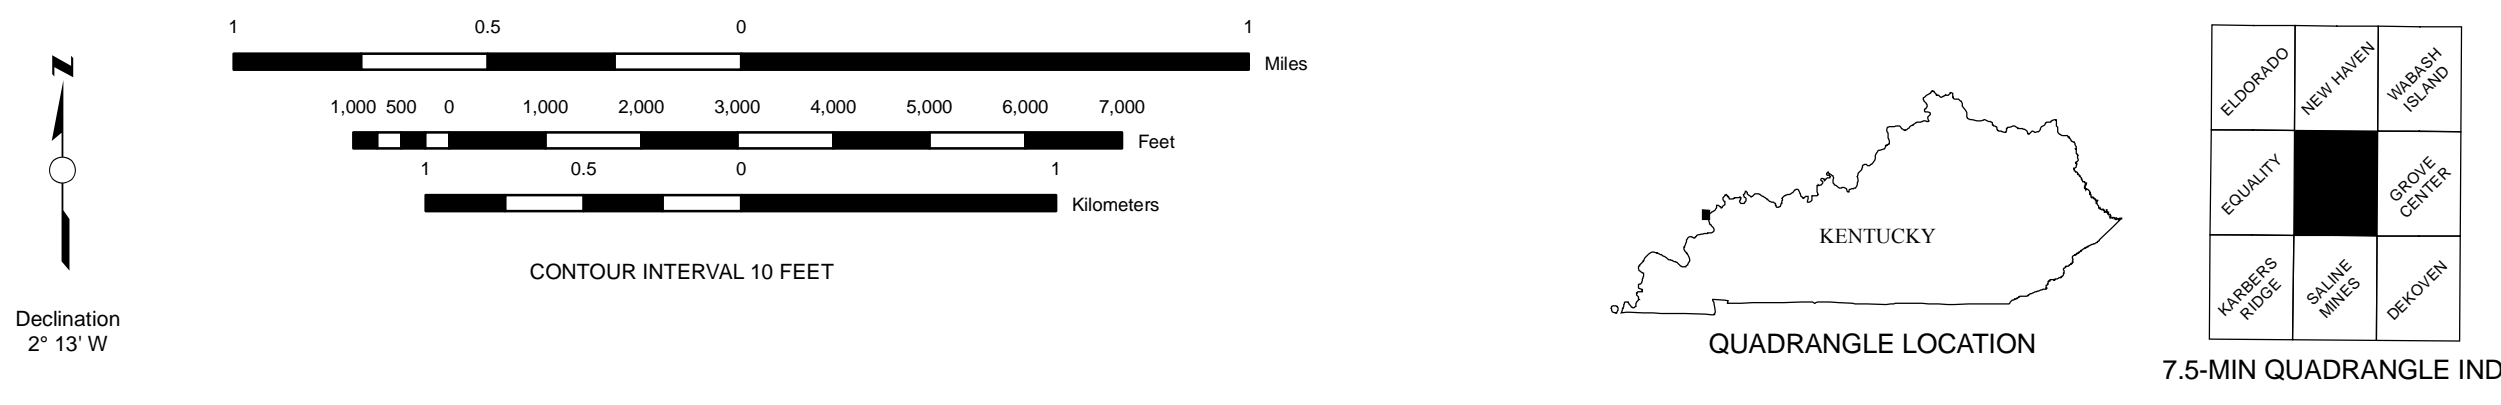 N
Declination
2° 13' W
1 0.5 0 1
Miles
1,000 500 0 1,000 2,000 3,000 4,000 5,000 6,000 7,000
Feet
1 0.5 0 1
Kilometers
CONTOUR INTERVAL 10 FEET
KENTUCKY
QUADRANGLE LOCATION
ELDORADO
NEW HAVEN
WABASH
ISLAND
EQUALITY
GROVE
CENTER
KARBERS
RIDGE
SALINE
MINES
DEKOVEN
7.5-MIN QUADRANGLE IND